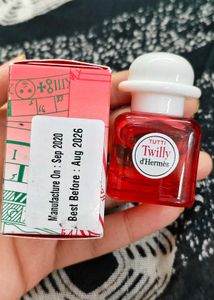 Manufacture On : Sep 2020
Best Before : Aug 2026
TUTTI
Twilly
d'Hermès